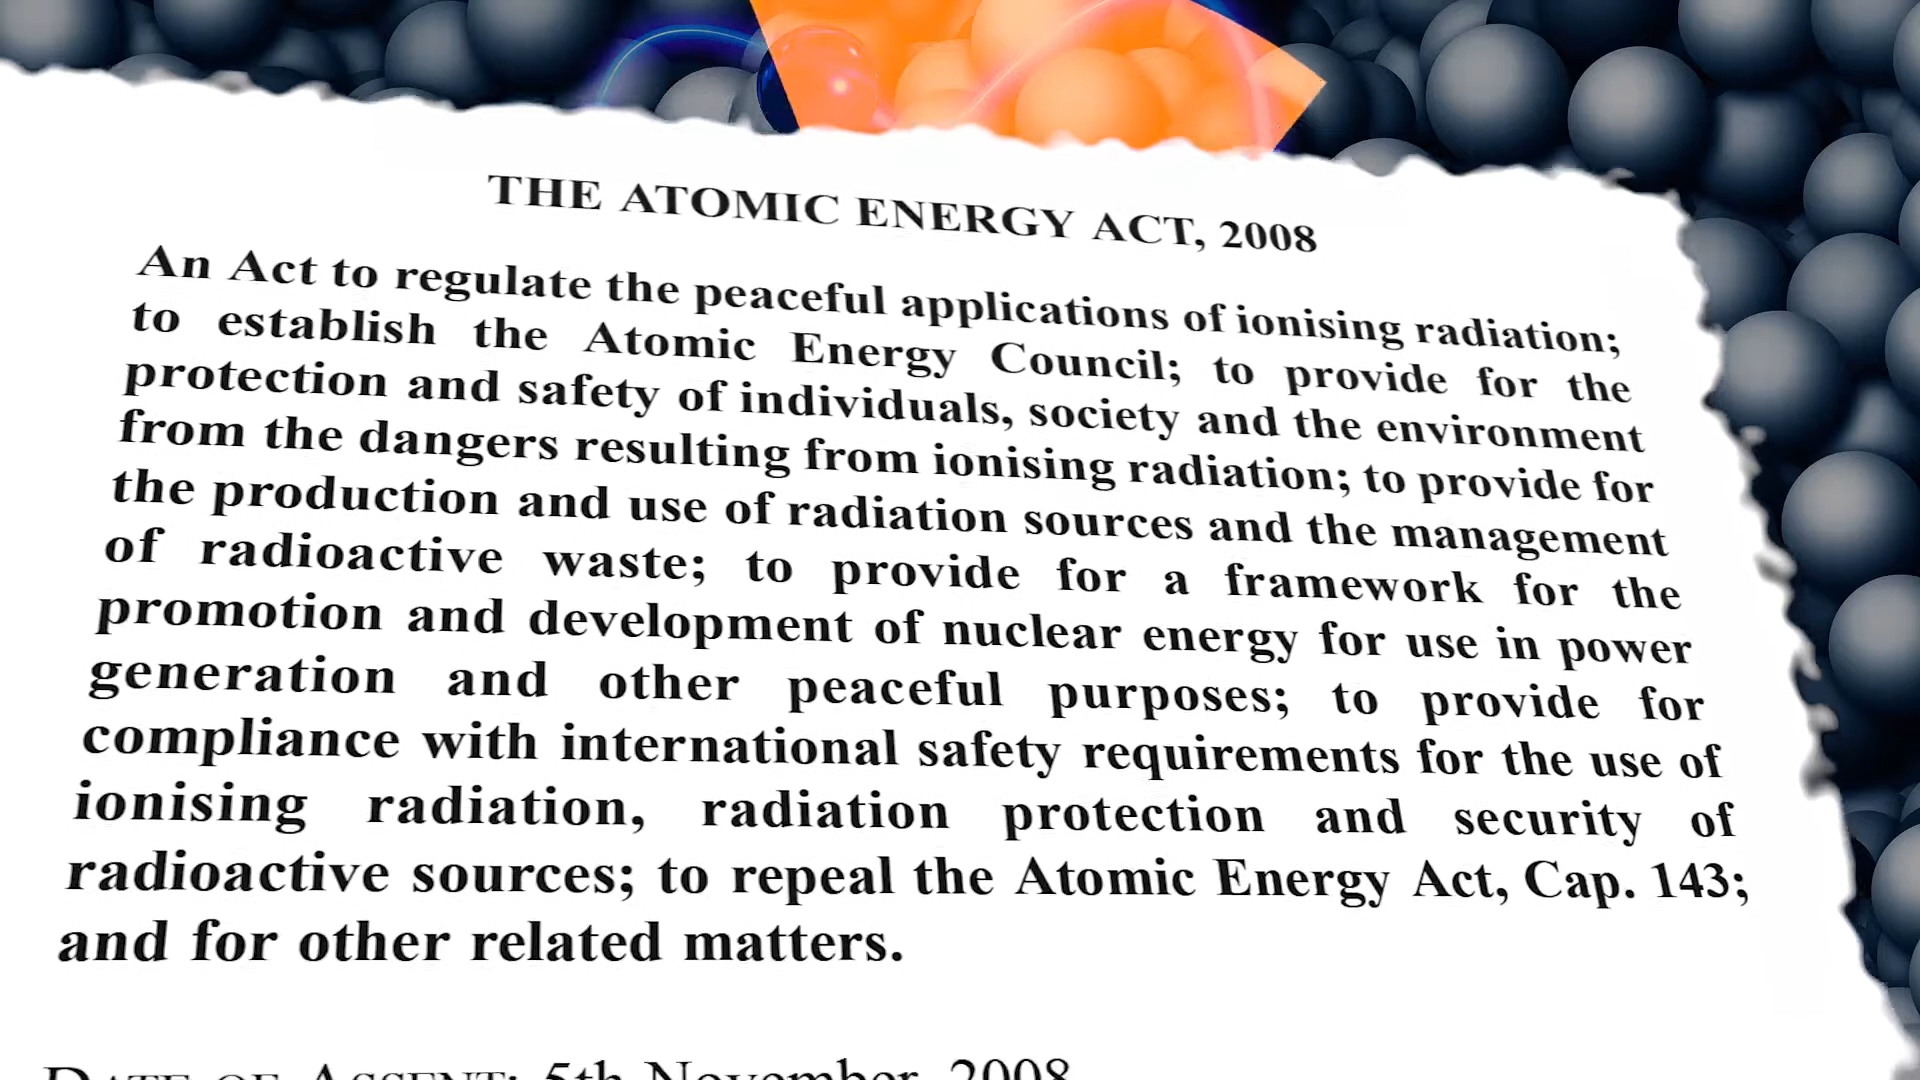 THE ATOMIC ENERGY ACT, 2008
An Act to regulate the peaceful applications of ionising radiation;
to establish the Atomic Energy Council; to provide for the
protection and safety of individuals, society and the environment
from the dangers resulting from ionising radiation; to provide for
the production and use of radiation sources and the management
of radioactive waste; to provide for a framework for the
promotion and development of nuclear energy for use in power
generation and other peaceful purposes; to provide for
compliance with international safety requirements for the use of
ionising radiation, radiation protection and security of
radioactive sources; to repeal the Atomic Energy Act, Cap. 143;
and for other related matters.
DATE OF ASSENT: 5th November, 2008